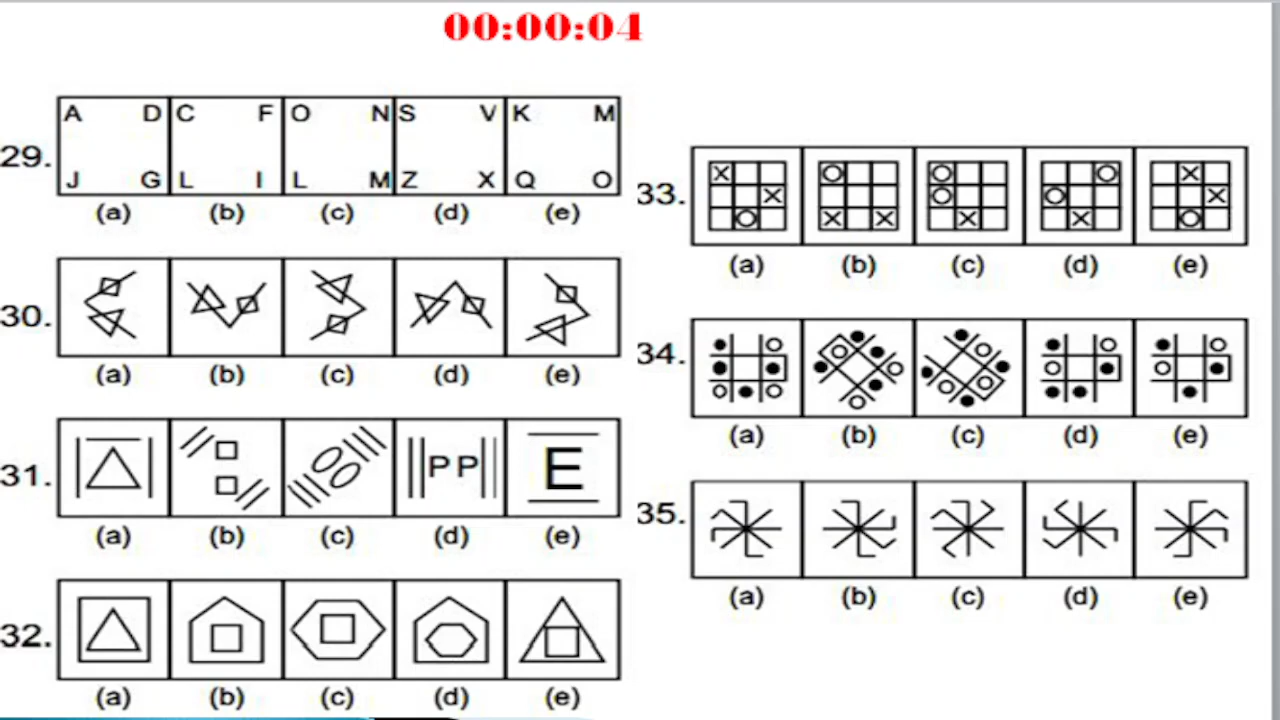 00:00:04
29.
A D C F O N S V K M
J G L I L M Z X Q O
(a) (b) (c) (d) (e)
30.
(a) (b) (c) (d) (e)
31.
P P E
(a) (b) (c) (d) (e)
32.
(a) (b) (c) (d) (e)
33.
(a) (b) (c) (d) (e)
34.
(a) (b) (c) (d) (e)
35.
(a) (b) (c) (d) (e)